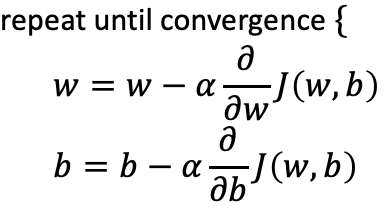 repeat until convergence {
w = w − α ∂/∂w J(w, b)
b = b − α ∂/∂b J(w, b)